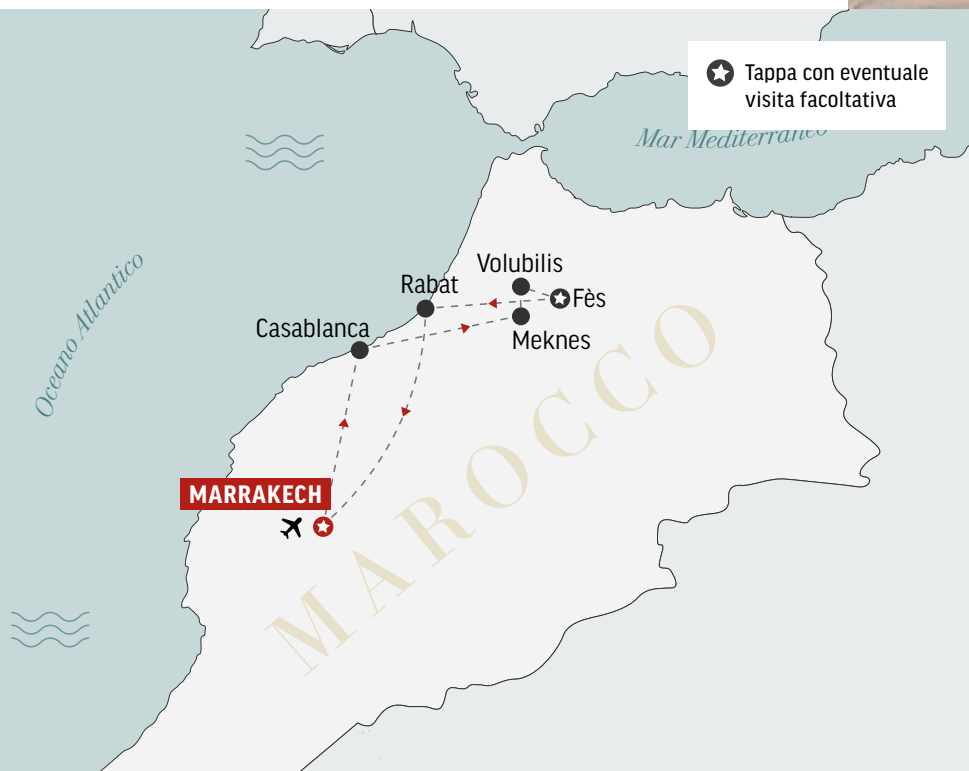 Tappa con eventuale
visita facoltativa
Mar Mediterraneo
Oceano Atlantico
Volubilis
Rabat
Fès
Casablanca
Meknes
MAROCCO
MARRAKECH